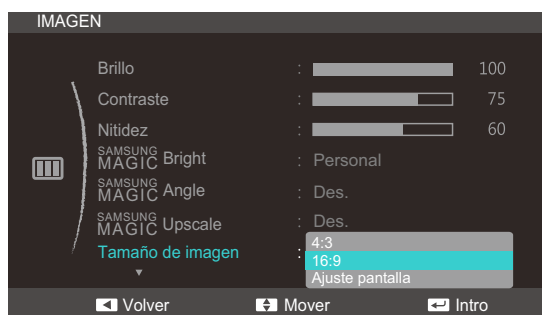 IMAGEN
Brillo : 100
Contraste : 75
Nitidez : 60
SAMSUNG MAGIC Bright : Personal
SAMSUNG MAGIC Angle : Des.
SAMSUNG MAGIC Upscale : Des.
Tamaño de imagen :
4:3
16:9
Ajuste pantalla
Volver Mover Intro